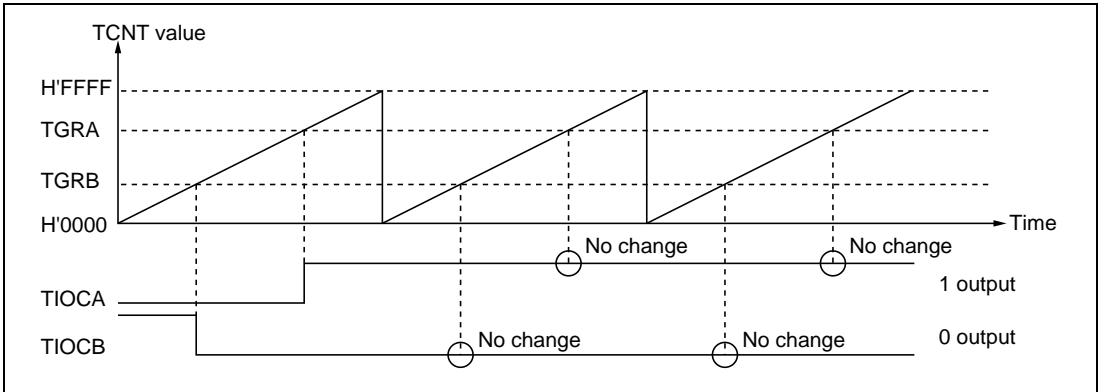 TCNT value
H'FFFF
TGRA
TGRB
H'0000
Time
No change
No change
1 output
TIOCA
No change
No change
0 output
TIOCB